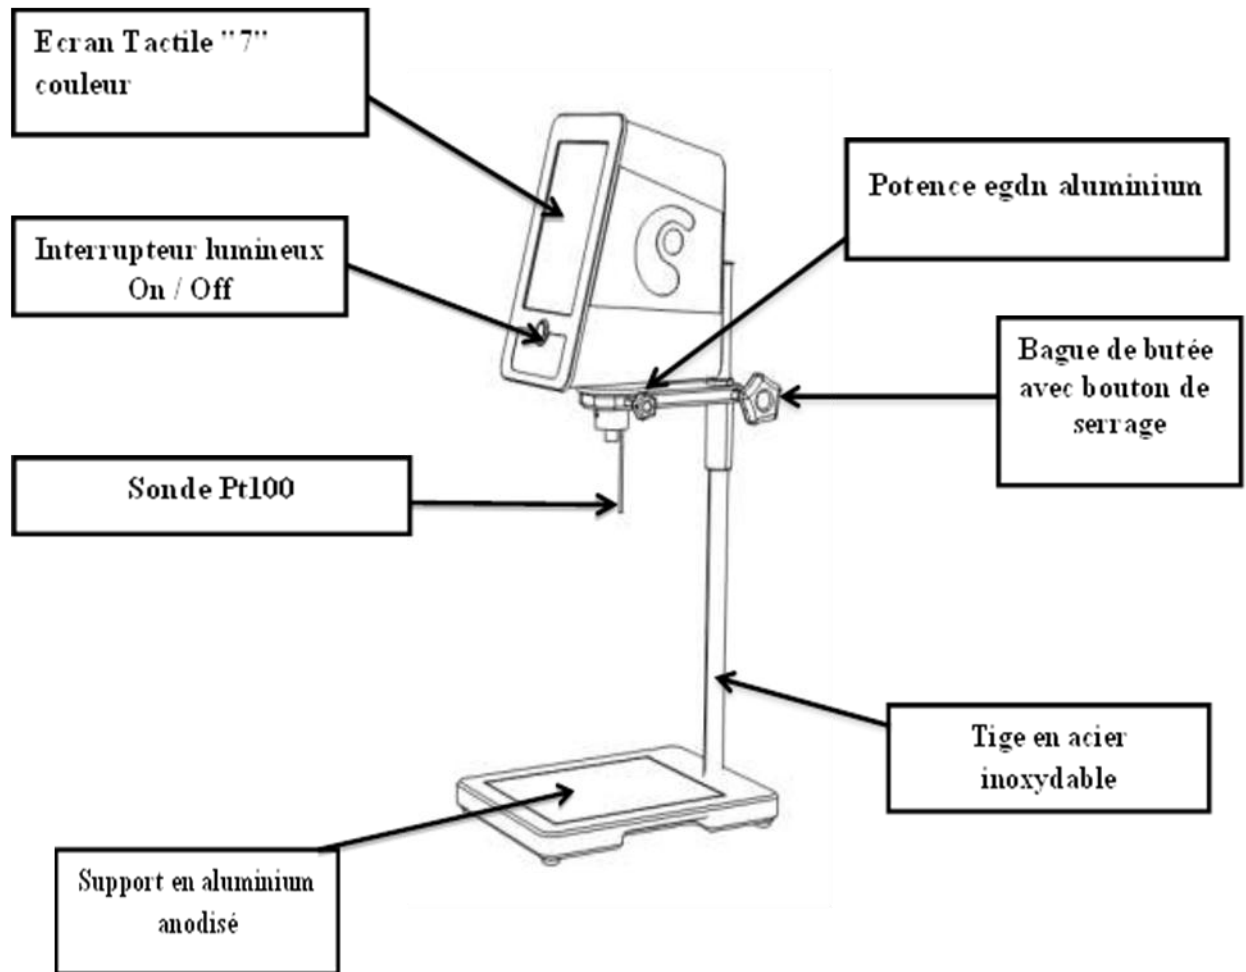 Ecran Tactile "7"
couleur
Interrupteur lumineux
On / Off
Sonde Pt100
Support en aluminium
anodisé
Potence egdn aluminium
Bague de butée
avec bouton de
serrage
Tige en acier
inoxydable